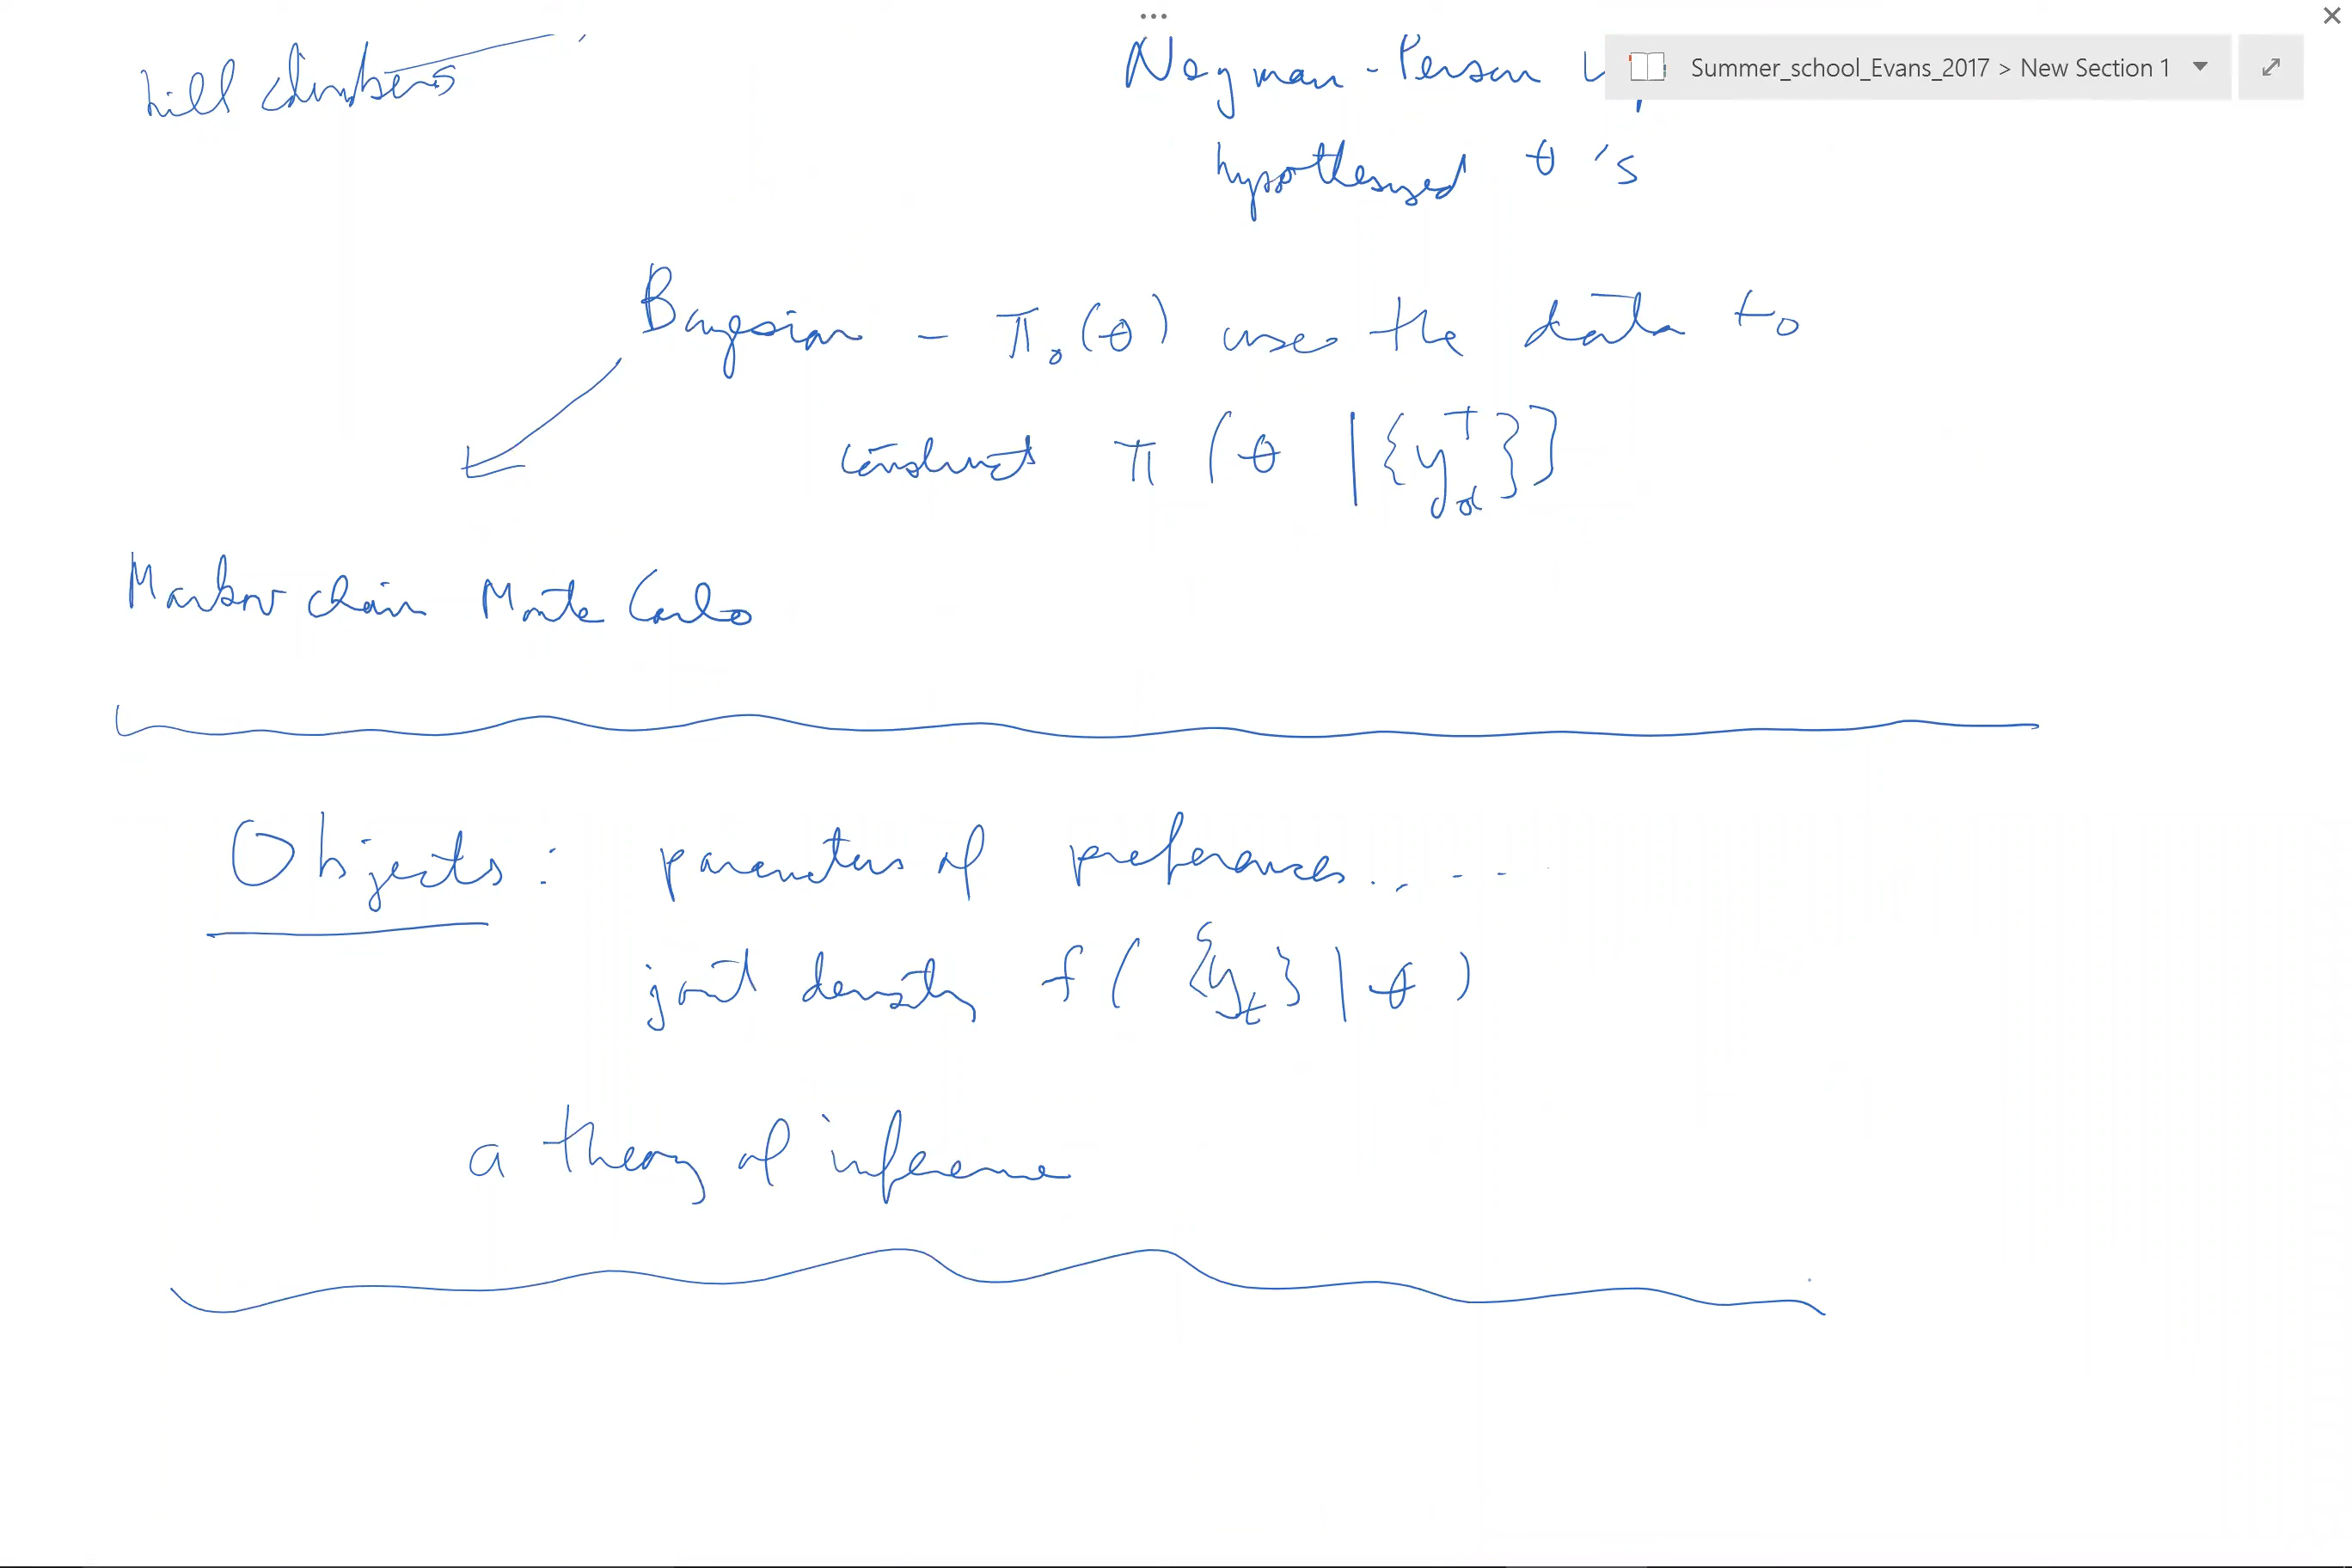 Summer_school_Evans_2017 > New Section 1
hill climbers
Neyman-Pearson
hypothesized θ's
Bayesian - π₀(θ) uses the data to
construct π(θ|{y
Markov chain Monte Carlo
Objects: parameters of preferences.. --
joint density f({y_t}|θ)
a theory of inference